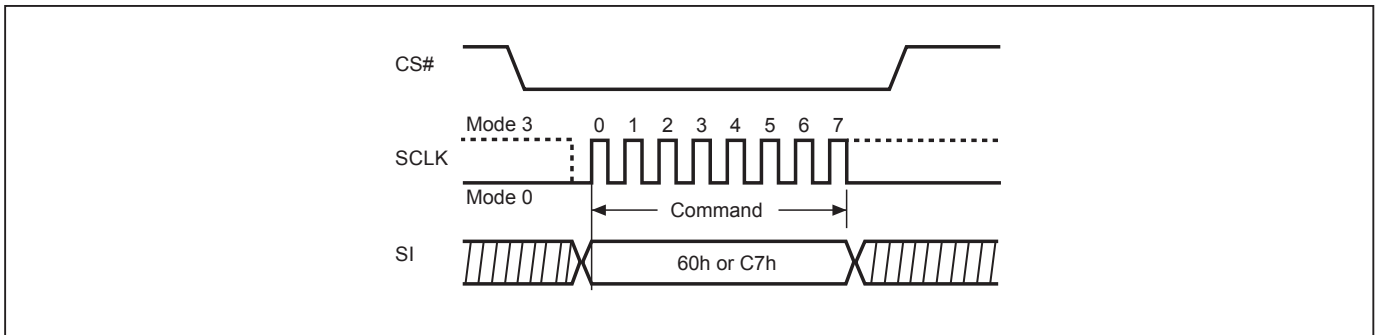 CS#
Mode 3
0 1 2 3 4 5 6 7
SCLK
Mode 0
Command
SI
60h or C7h